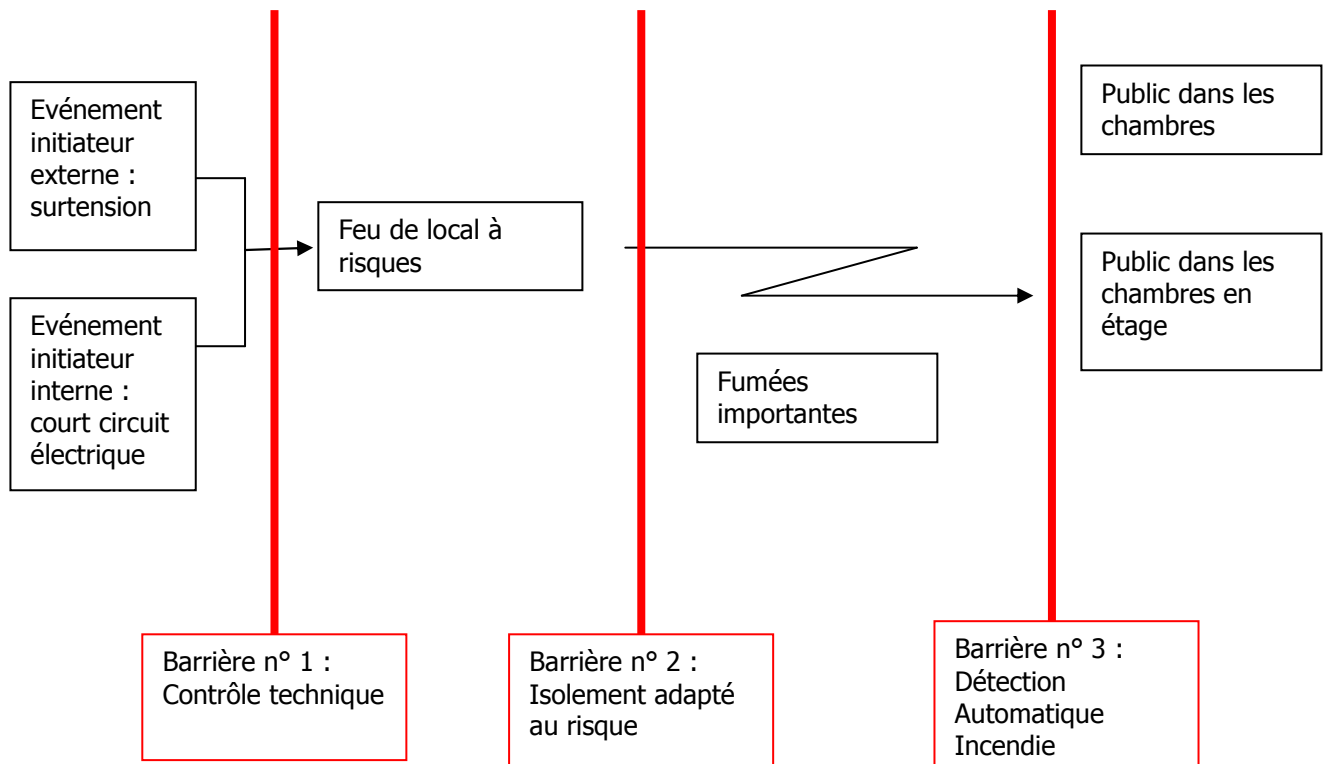 Evénement
initiateur
externe :
surtension
Evénement
initiateur
interne :
court circuit
électrique
Feu de local à
risques
Fumées
importantes
Public dans les
chambres
Public dans les
chambres en
étage
Barrière n° 1 :
Contrôle technique
Barrière n° 2 :
Isolement adapté
au risque
Barrière n° 3 :
Détection
Automatique
Incendie